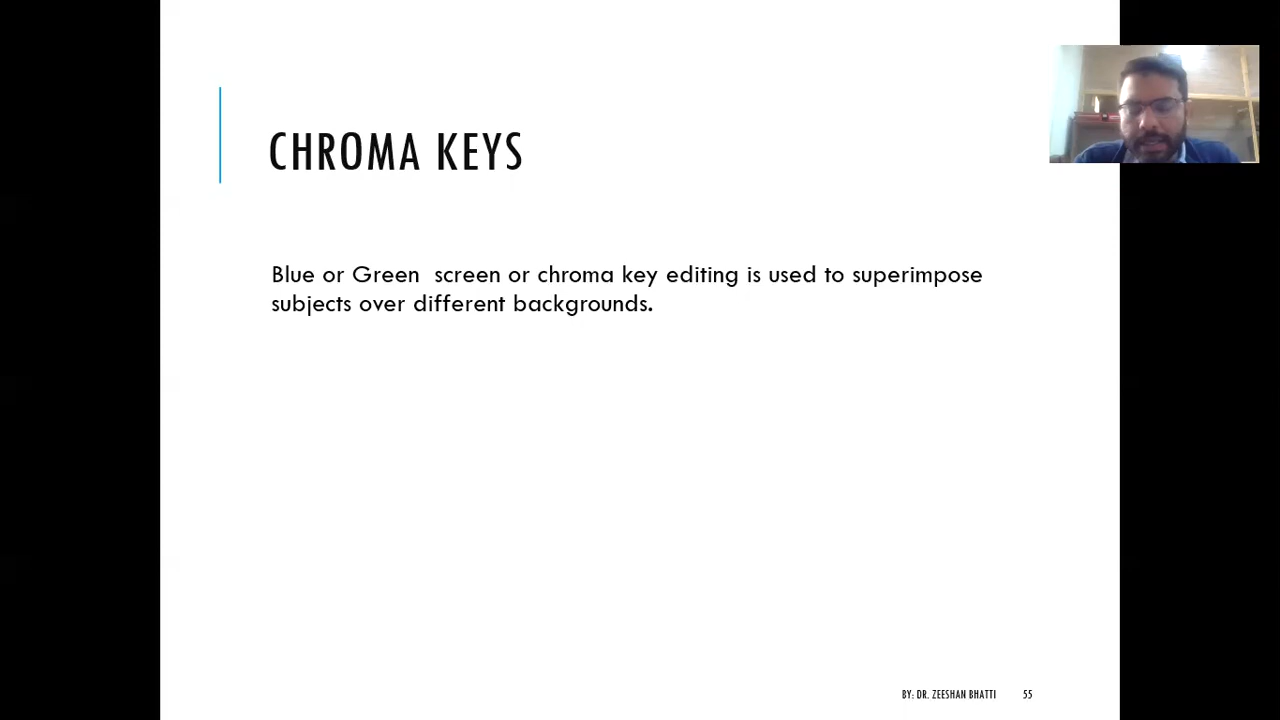 CHROMA KEYS
Blue or Green screen or chroma key editing is used to superimpose
subjects over different backgrounds.
BY: DR. ZEESHAN BHATTI 55